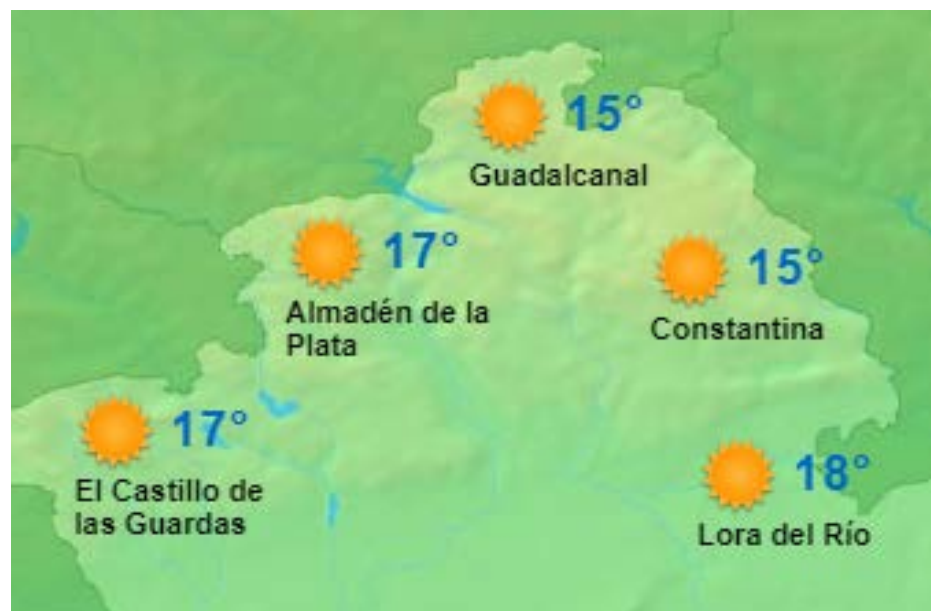 15°
Guadalcanal
17°
Almadén de la
Plata
15°
Constantina
17°
El Castillo de
las Guardas
18°
Lora del Río